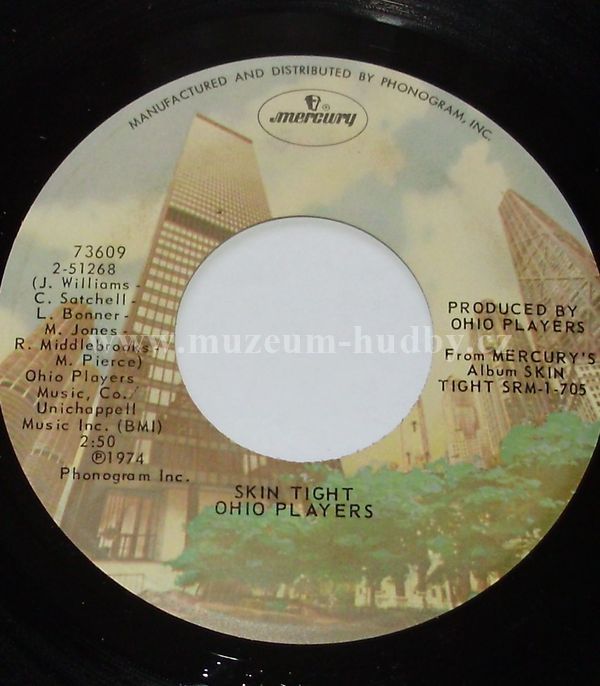 MANUFACTURED AND DISTRIBUTED BY PHONOGRAM, INC.
mercury
®
73609
2-51268
(J. Williams -
C. Satchell -
L. Bonner -
M. Jones -
R. Middlebrooks -
M. Pierce)
Ohio Players
Music, Co./
Unichappell
Music Inc. (BMI)
2:50
℗1974
Phonogram Inc.
PRODUCED BY
OHIO PLAYERS
From MERCURY'S
Album SKIN
TIGHT SRM-1-705
www.muzeum-hudby.cz
SKIN TIGHT
OHIO PLAYERS